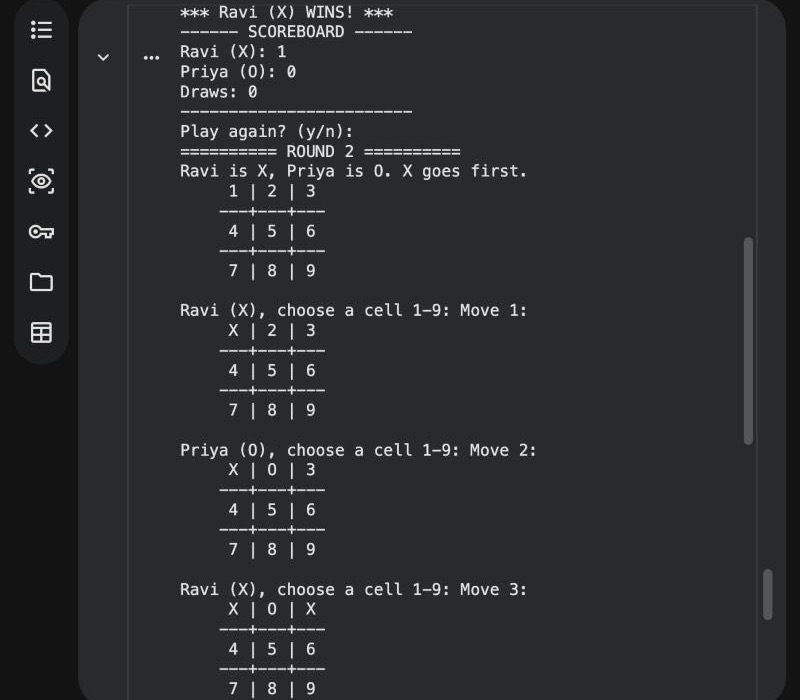 *** Ravi (X) WINS! ***
------ SCOREBOARD ------
Ravi (X): 1
Priya (O): 0
Draws: 0
------------------------
Play again? (y/n):
========== ROUND 2 ==========
Ravi is X, Priya is O. X goes first.
1 | 2 | 3
---+---+---
4 | 5 | 6
---+---+---
7 | 8 | 9
Ravi (X), choose a cell 1-9: Move 1:
X | 2 | 3
---+---+---
4 | 5 | 6
---+---+---
7 | 8 | 9
Priya (O), choose a cell 1-9: Move 2:
X | O | 3
---+---+---
4 | 5 | 6
---+---+---
7 | 8 | 9
Ravi (X), choose a cell 1-9: Move 3:
X | O | X
---+---+---
4 | 5 | 6
---+---+---
7 | 8 | 9